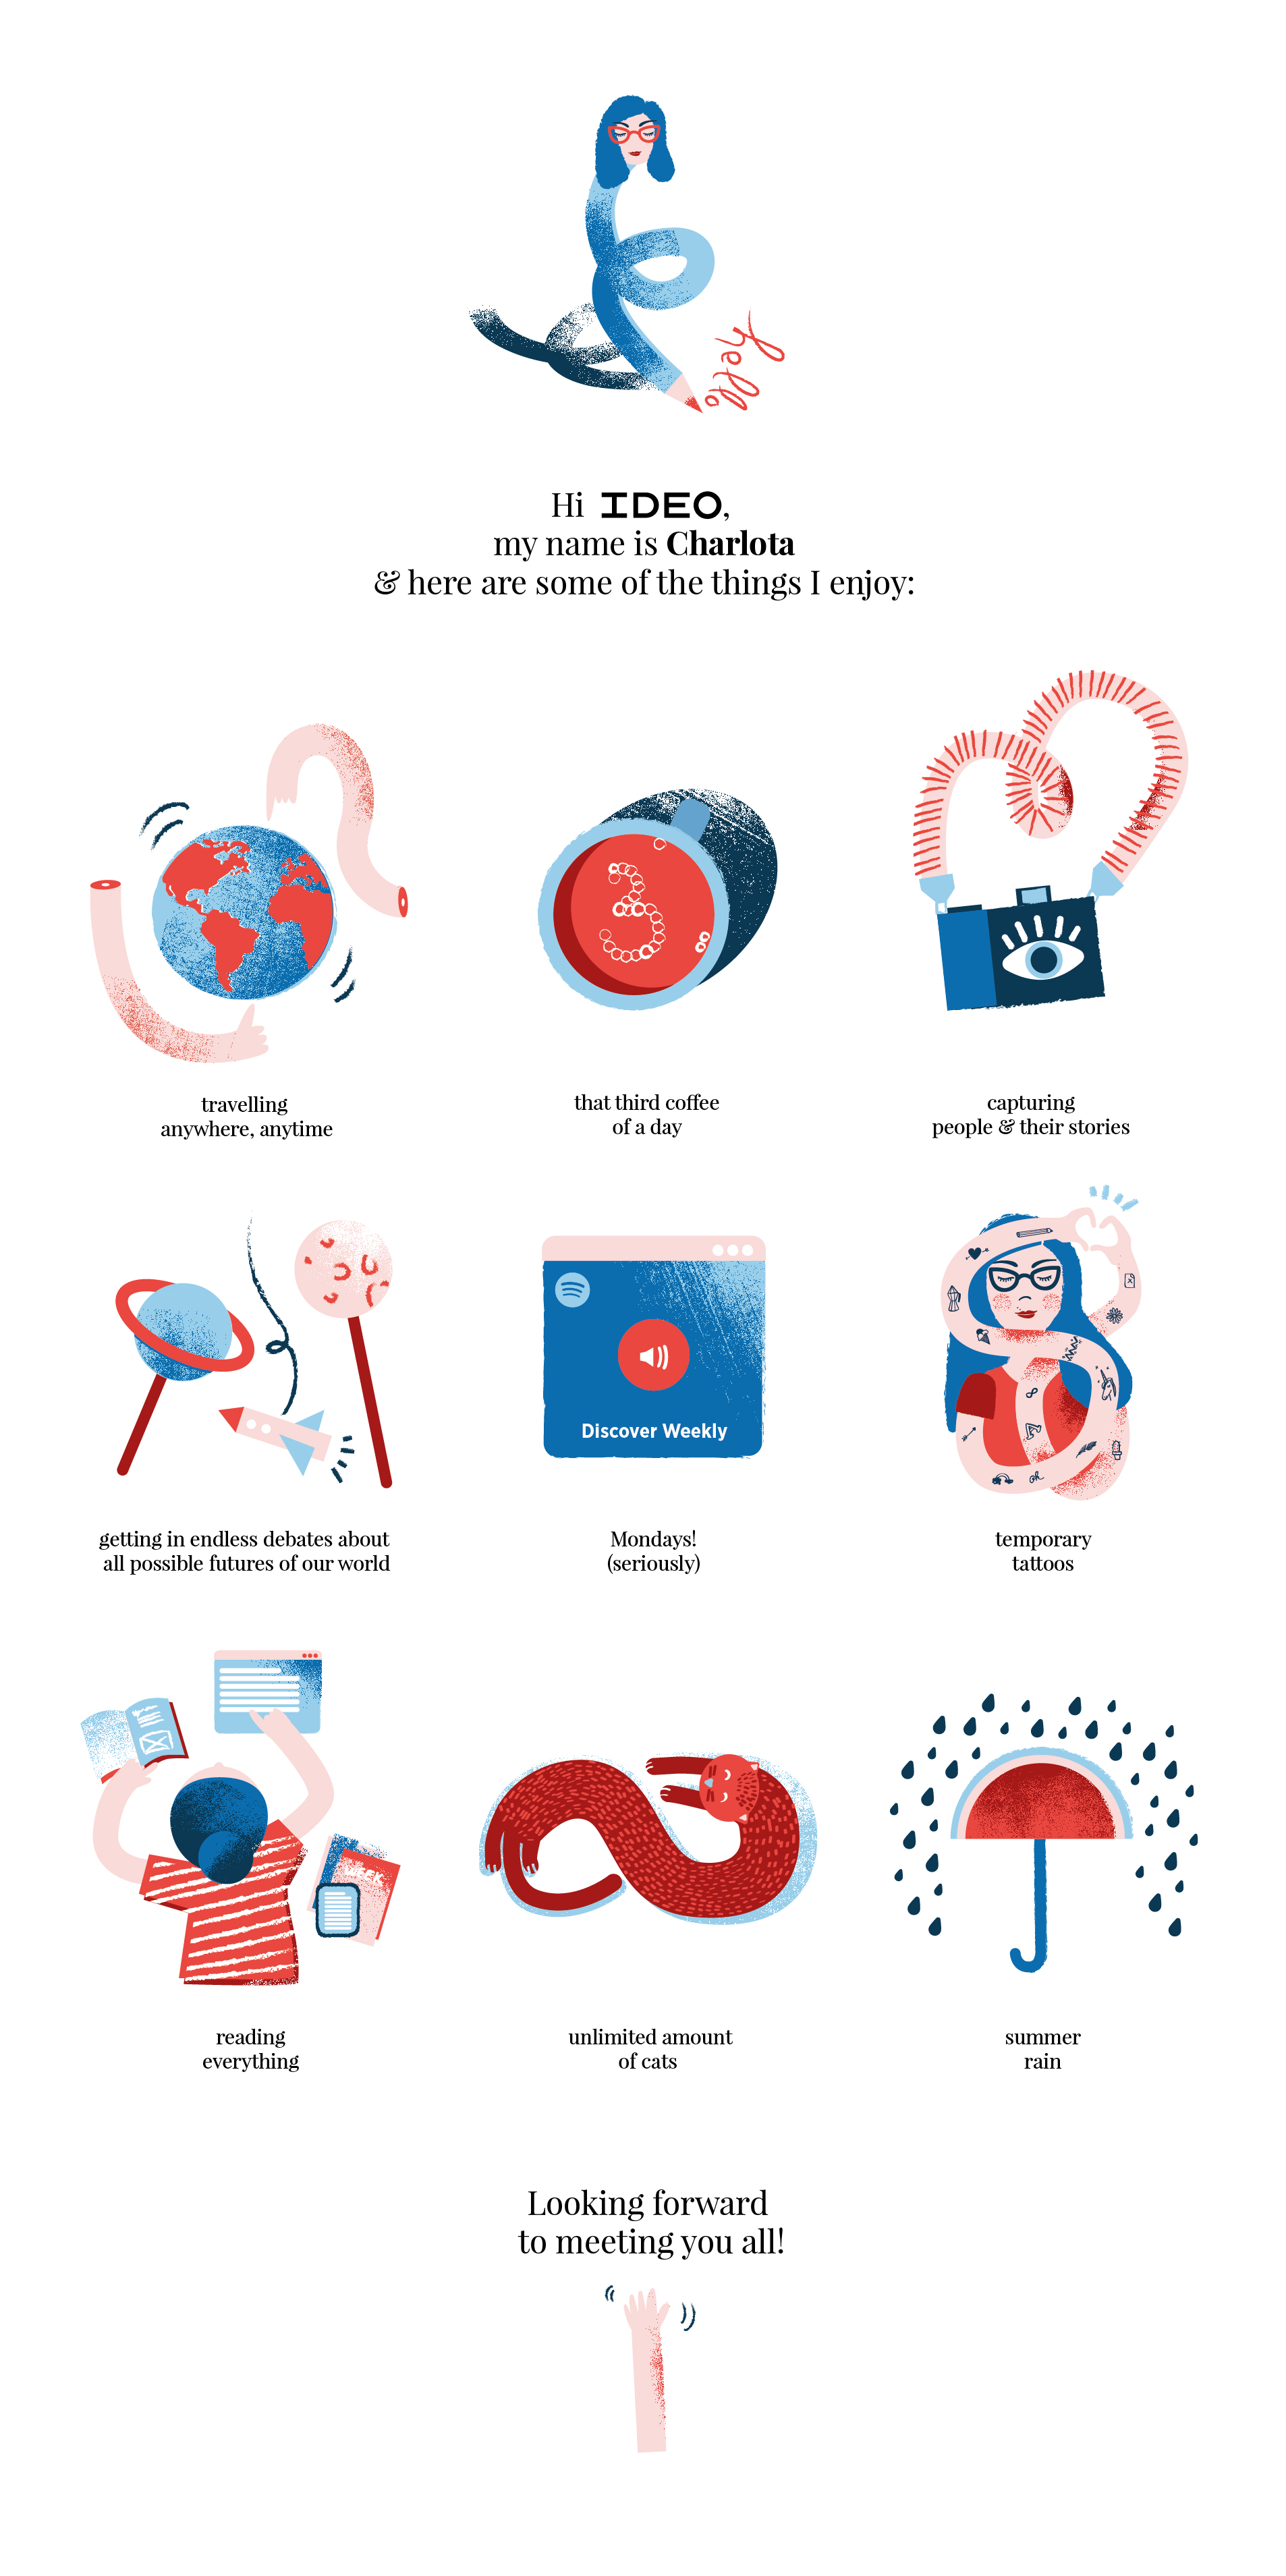 hello
Hi IDEO,
my name is Charlota
& here are some of the things I enjoy:
3
travelling
anywhere, anytime
that third coffee
of a day
capturing
people & their stories
Discover Weekly
oh
getting in endless debates about
all possible futures of our world
Mondays!
(seriously)
temporary
tattoos
WEEK
reading
everything
unlimited amount
of cats
summer
rain
Looking forward
to meeting you all!